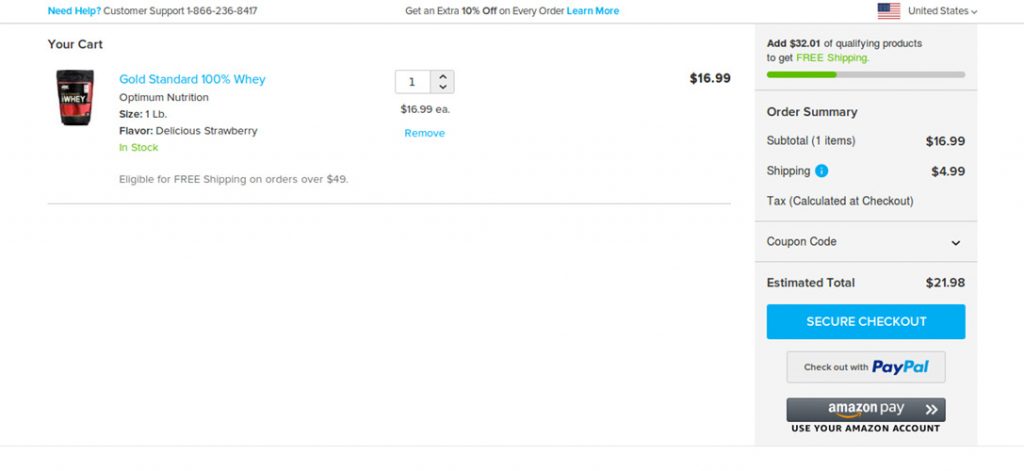 Need Help? Customer Support 1-866-236-8417
Get an Extra 10% Off on Every Order Learn More
United States
Your Cart
Gold Standard 100% Whey
Optimum Nutrition
Size: 1 Lb.
Flavor: Delicious Strawberry
In Stock
Eligible for FREE Shipping on orders over $49.
WHEY
1
$16.99 ea.
Remove
$16.99
Add $32.01 of qualifying products
to get FREE Shipping.
Order Summary
Subtotal (1 items) $16.99
Shipping i $4.99
Tax (Calculated at Checkout)
Coupon Code
Estimated Total $21.98
SECURE CHECKOUT
Check out with PayPal
amazon pay
USE YOUR AMAZON ACCOUNT